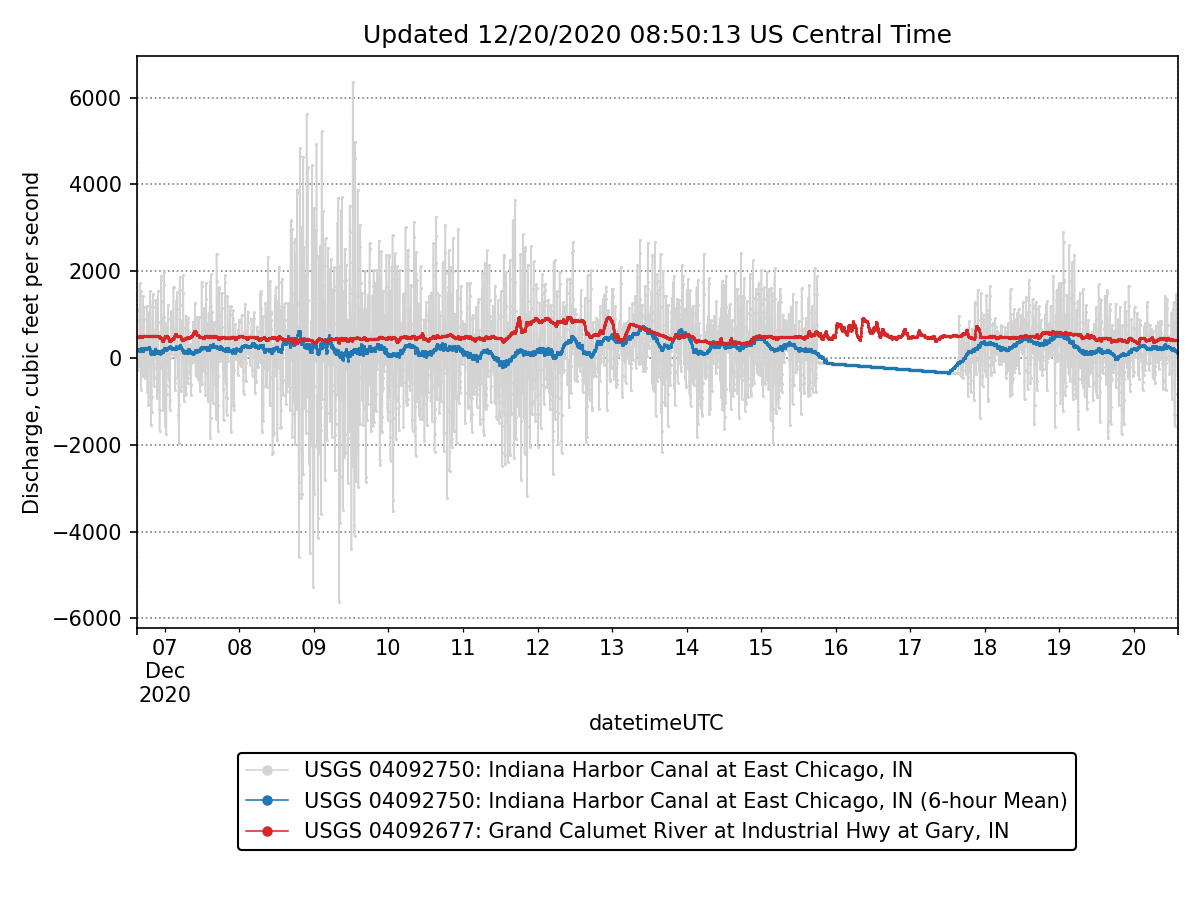 Updated 12/20/2020 08:50:13 US Central Time
Discharge, cubic feet per second
6000
4000
2000
0
−2000
−4000
−6000
07 08 09 10 11 12 13 14 15 16 17 18 19 20
Dec
2020
datetimeUTC
USGS 04092750: Indiana Harbor Canal at East Chicago, IN
USGS 04092750: Indiana Harbor Canal at East Chicago, IN (6-hour Mean)
USGS 04092677: Grand Calumet River at Industrial Hwy at Gary, IN